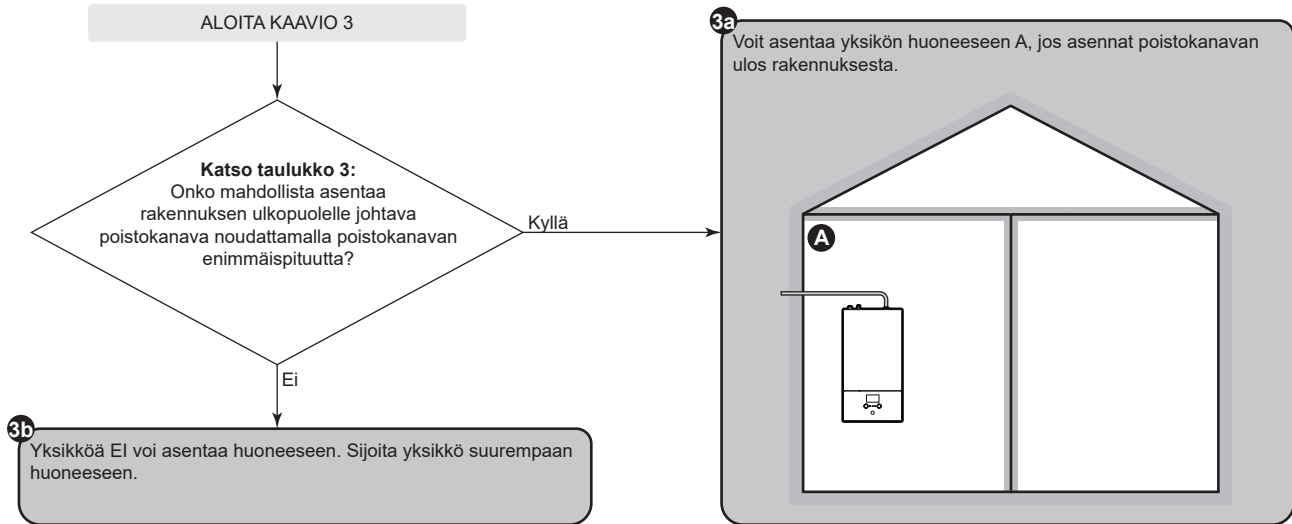 ALOITA KAAVIO 3
Katso taulukko 3:
Onko mahdollista asentaa
rakennuksen ulkopuolelle johtava
poistokanava noudattamalla poistokanavan
enimmäispituutta?
Kyllä
Ei
3a
Voit asentaa yksikön huoneeseen A, jos asennat poistokanavan
ulos rakennuksesta.
A
3b
Yksikköä EI voi asentaa huoneeseen. Sijoita yksikkö suurempaan
huoneeseen.